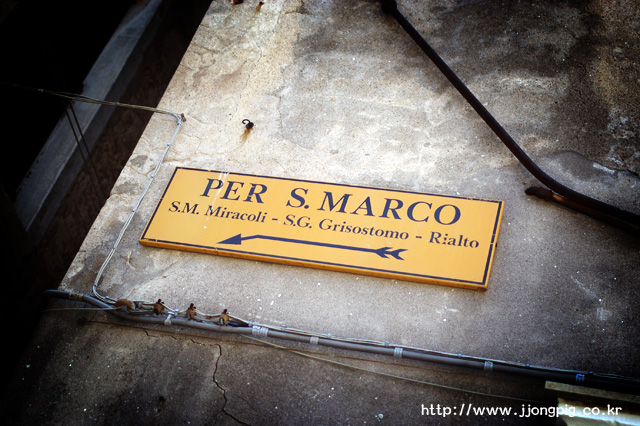 PER S. MARCO
S.M. Miracoli - S.G. Grisostomo - Rialto
http://www.jjongpig.co.kr